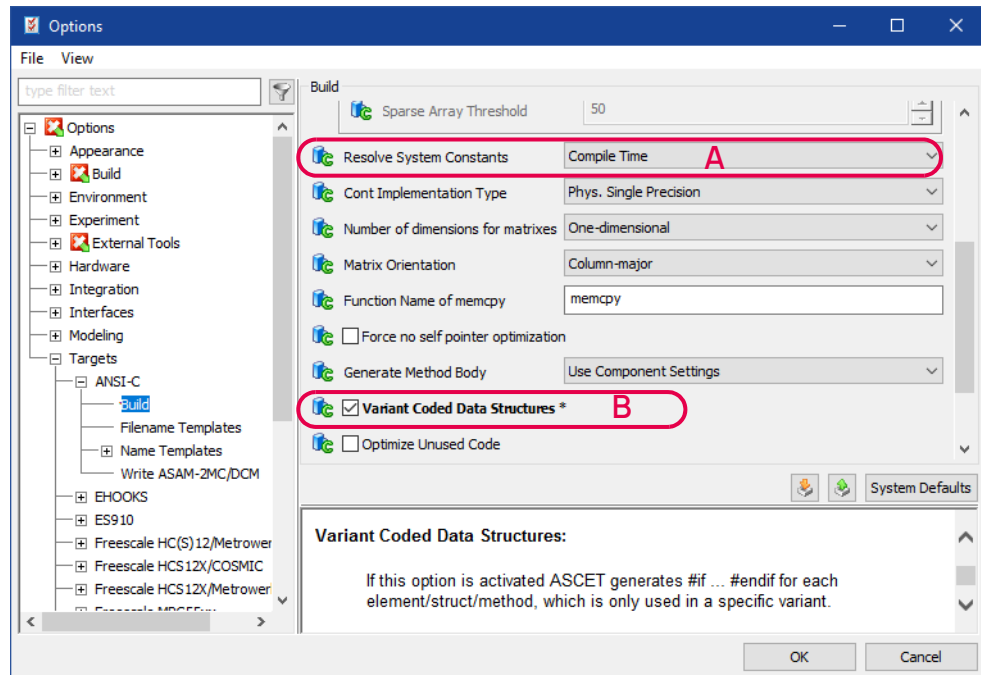 Options
File View
type filter text
Options
Appearance
Build
Environment
Experiment
External Tools
Hardware
Integration
Interfaces
Modeling
Targets
ANSI-C
Build
Filename Templates
Name Templates
Write ASAM-2MC/DCM
EHOOKS
ES910
Freescale HC(S)12/Metrower
Freescale HCS12X/COSMIC
Freescale HCS12X/Metrowerl
Build
Sparse Array Threshold 50
Resolve System Constants Compile Time A
Cont Implementation Type Phys. Single Precision
Number of dimensions for matrixes One-dimensional
Matrix Orientation Column-major
Function Name of memcpy memcpy
Force no self pointer optimization
Generate Method Body Use Component Settings
Variant Coded Data Structures * B
Optimize Unused Code
System Defaults
Variant Coded Data Structures:
If this option is activated ASCET generates #if ... #endif for each
element/struct/method, which is only used in a specific variant.
OK Cancel